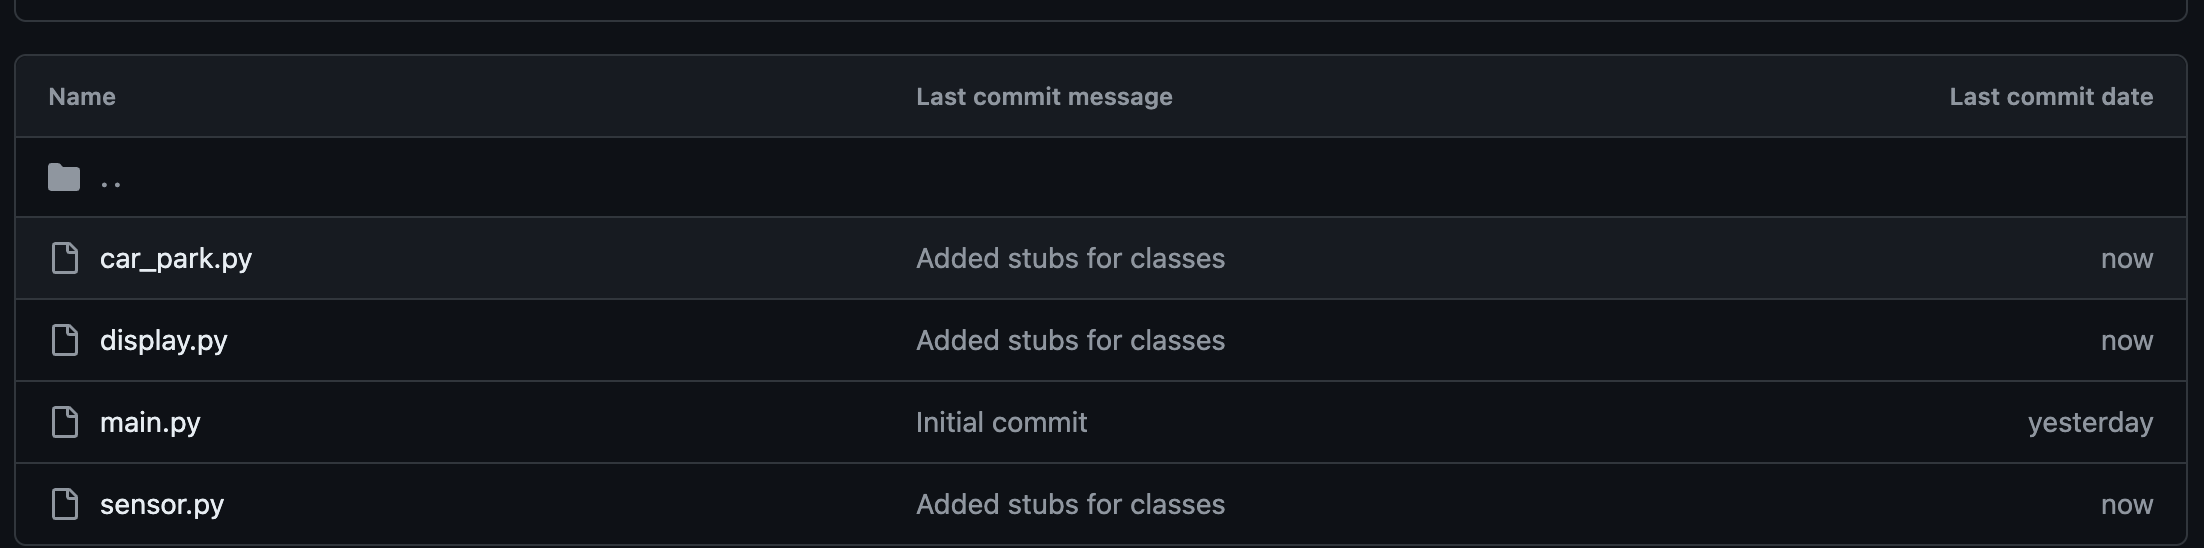 Name Last commit message Last commit date
..
car_park.py Added stubs for classes now
display.py Added stubs for classes now
main.py Initial commit yesterday
sensor.py Added stubs for classes now